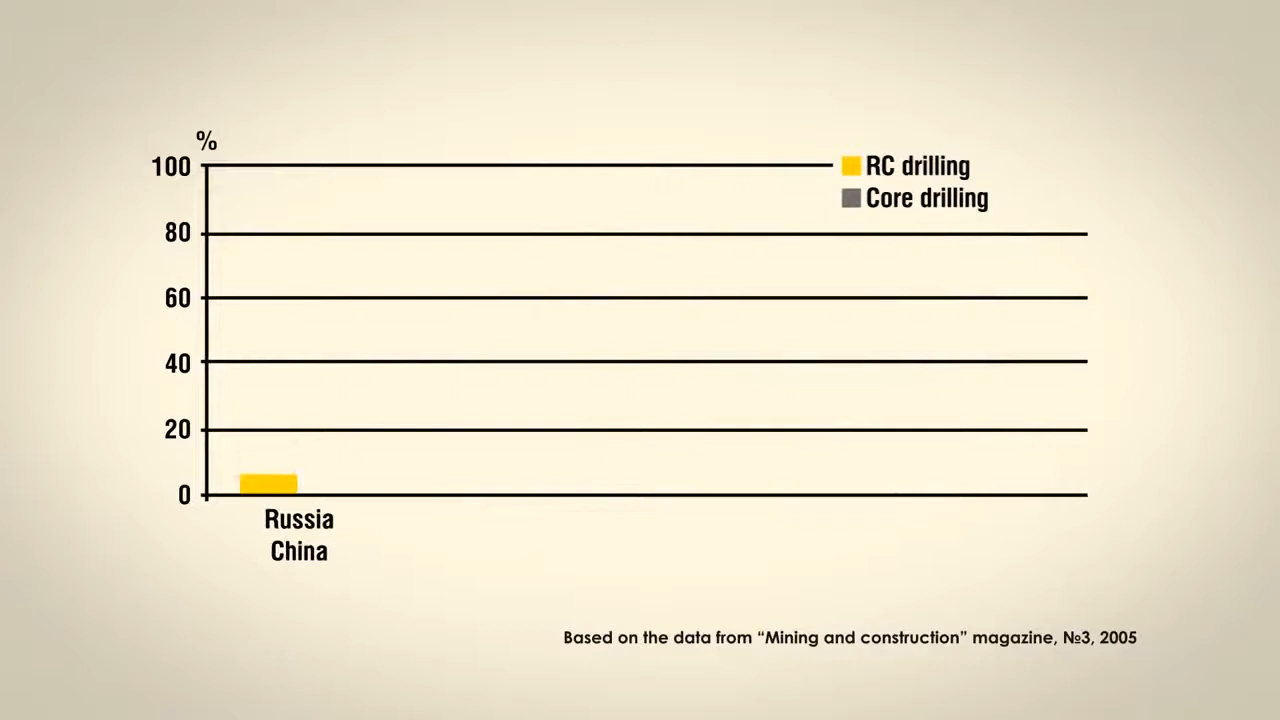 %
100
RC drilling
Core drilling
80
60
40
20
0
Russia
China
Based on the data from “Mining and construction” magazine, №3, 2005